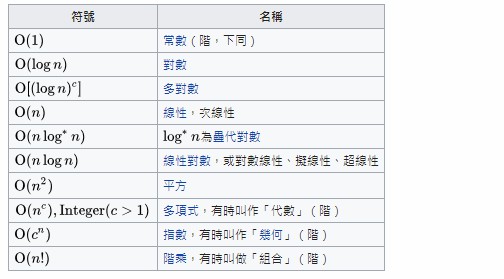 符號 名稱
O(1) 常數（階，下同）
O(log n) 對數
O[(log n)^c] 多對數
O(n) 線性，次線性
O(n log* n) log* n為疊代對數
O(n log n) 線性對數，或對數線性、擬線性、超線性
O(n²) 平方
O(n^c), Integer(c > 1) 多項式，有時叫作「代數」（階）
O(c^n) 指數，有時叫作「幾何」（階）
O(n!) 階乘，有時叫做「組合」（階）